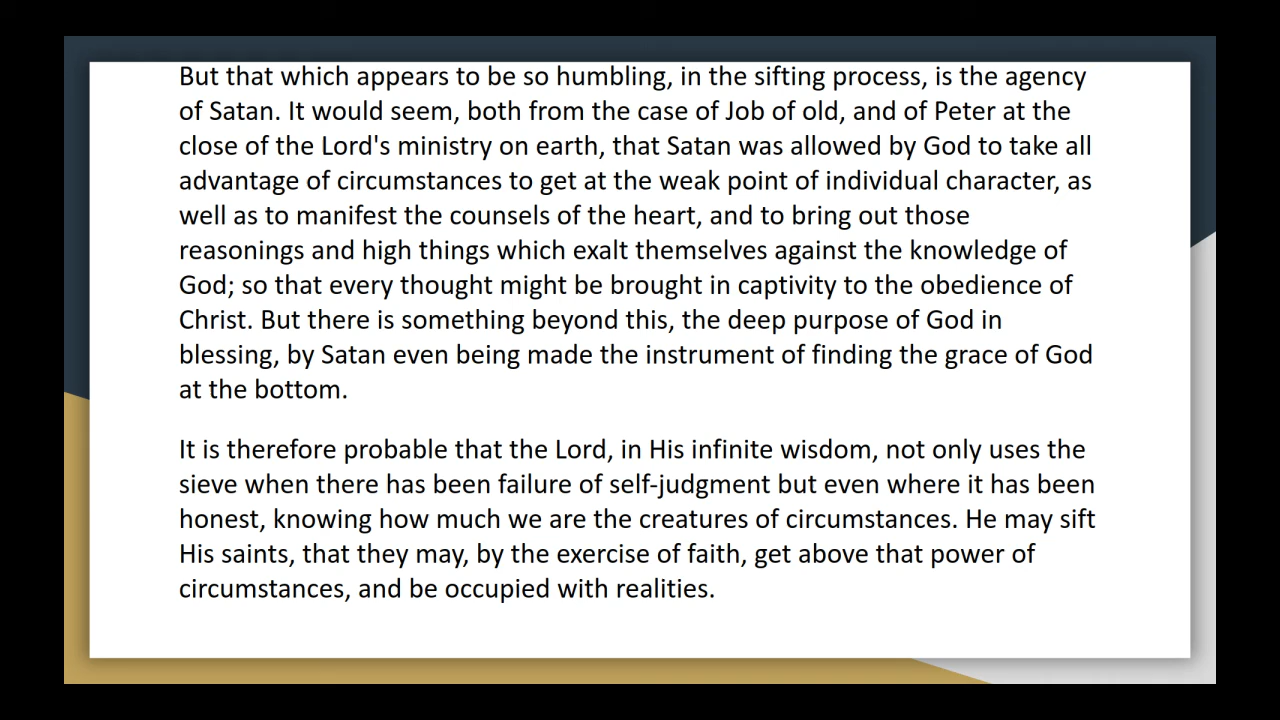 But that which appears to be so humbling, in the sifting process, is the agency
of Satan. It would seem, both from the case of Job of old, and of Peter at the
close of the Lord's ministry on earth, that Satan was allowed by God to take all
advantage of circumstances to get at the weak point of individual character, as
well as to manifest the counsels of the heart, and to bring out those
reasonings and high things which exalt themselves against the knowledge of
God; so that every thought might be brought in captivity to the obedience of
Christ. But there is something beyond this, the deep purpose of God in
blessing, by Satan even being made the instrument of finding the grace of God
at the bottom.
It is therefore probable that the Lord, in His infinite wisdom, not only uses the
sieve when there has been failure of self-judgment but even where it has been
honest, knowing how much we are the creatures of circumstances. He may sift
His saints, that they may, by the exercise of faith, get above that power of
circumstances, and be occupied with realities.